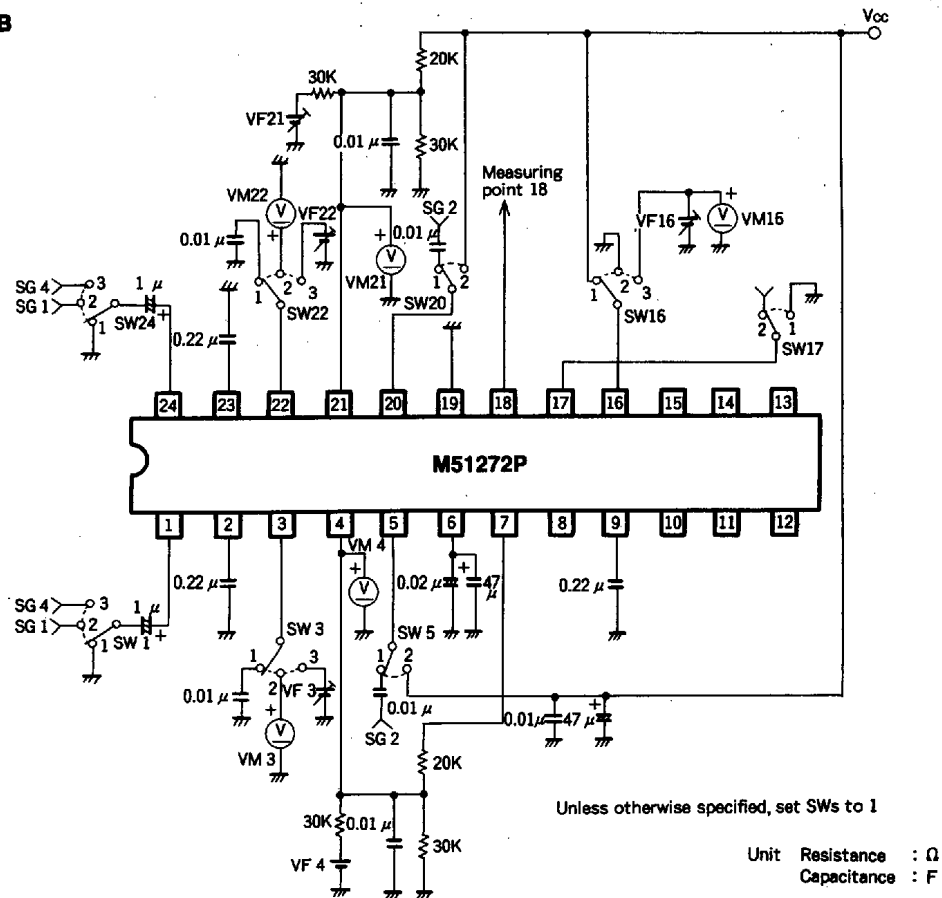 B
Vcc
20K
30K
VF21
0.01 μ
30K
Measuring
point 18
VM22
V
+
VF22
0.01 μ
SG 2
0.01 μ
+
V
VM21
1 2
SW20
VF16
+
V
VM16
1 2 3
SW22
1 2 3
SW16
2 1
SW17
SG 4
SG 1
3
2
1
1 μ
+
SW24
0.22 μ
24 23 22 21 20 19 18 17 16 15 14 13
M51272P
1 2 3 4 5 6 7 8 9 10 11 12
VM 4
+
V
0.22 μ
0.02 μ
+
47
μ
0.22 μ
SG 4
SG 1
3
2
1
1 μ
+
SW 1
SW 3
1 2 3
0.01 μ
VF 3
+
V
VM 3
SW 5
1 2
0.01 μ
SG 2
0.01μ
47 μ
+
20K
30K
0.01 μ
30K
VF 4
Unless otherwise specified, set SWs to 1
Unit Resistance : Ω
Capacitance : F